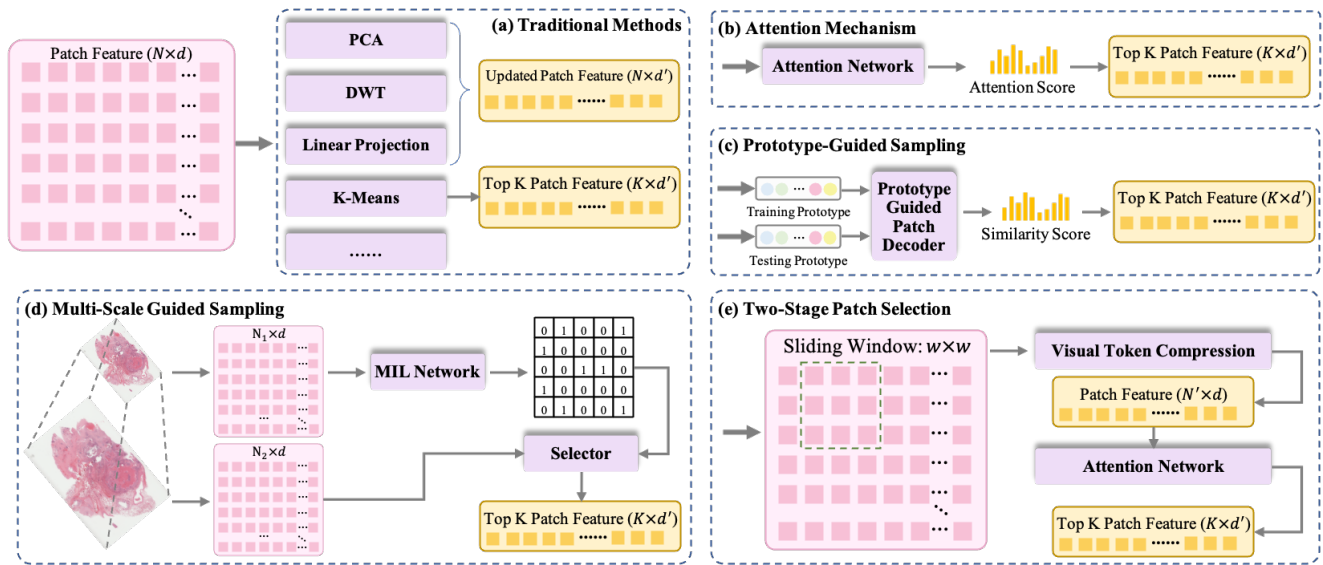 Patch Feature (N×d)
...
...
...
...
...
...
...
(a) Traditional Methods
PCA
DWT
Linear Projection
K-Means
......
Updated Patch Feature (N×d′)
......
Top K Patch Feature (K×d′)
......
(b) Attention Mechanism
Attention Network
Attention Score
Top K Patch Feature (K×d′)
......
(c) Prototype-Guided Sampling
...
Training Prototype
...
Testing Prototype
Prototype
Guided
Patch
Decoder
Similarity Score
Top K Patch Feature (K×d′)
......
(d) Multi-Scale Guided Sampling
N₁×d
...
N₂×d
...
MIL Network
0 1 0 0 1
1 0 0 0 0
0 0 1 1 0
0 1 0 0 0
0 1 0 0 1
Selector
Top K Patch Feature (K×d′)
......
(e) Two-Stage Patch Selection
Sliding Window: w×w
...
...
...
...
...
...
Visual Token Compression
Patch Feature (N′×d)
......
Attention Network
Top K Patch Feature (K×d′)
......